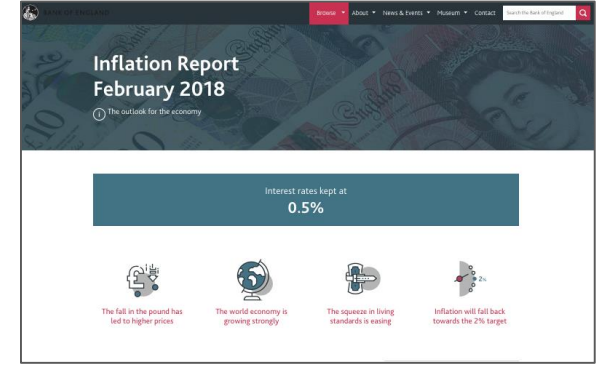 BANK OF ENGLAND
Browse About News & Events Museum Contact Search the Bank of England
Inflation Report
February 2018
i The outlook for the economy
Interest rates kept at
0.5%
2%
The fall in the pound has
led to higher prices
The world economy is
growing strongly
The squeeze in living
standards is easing
Inflation will fall back
towards the 2% target